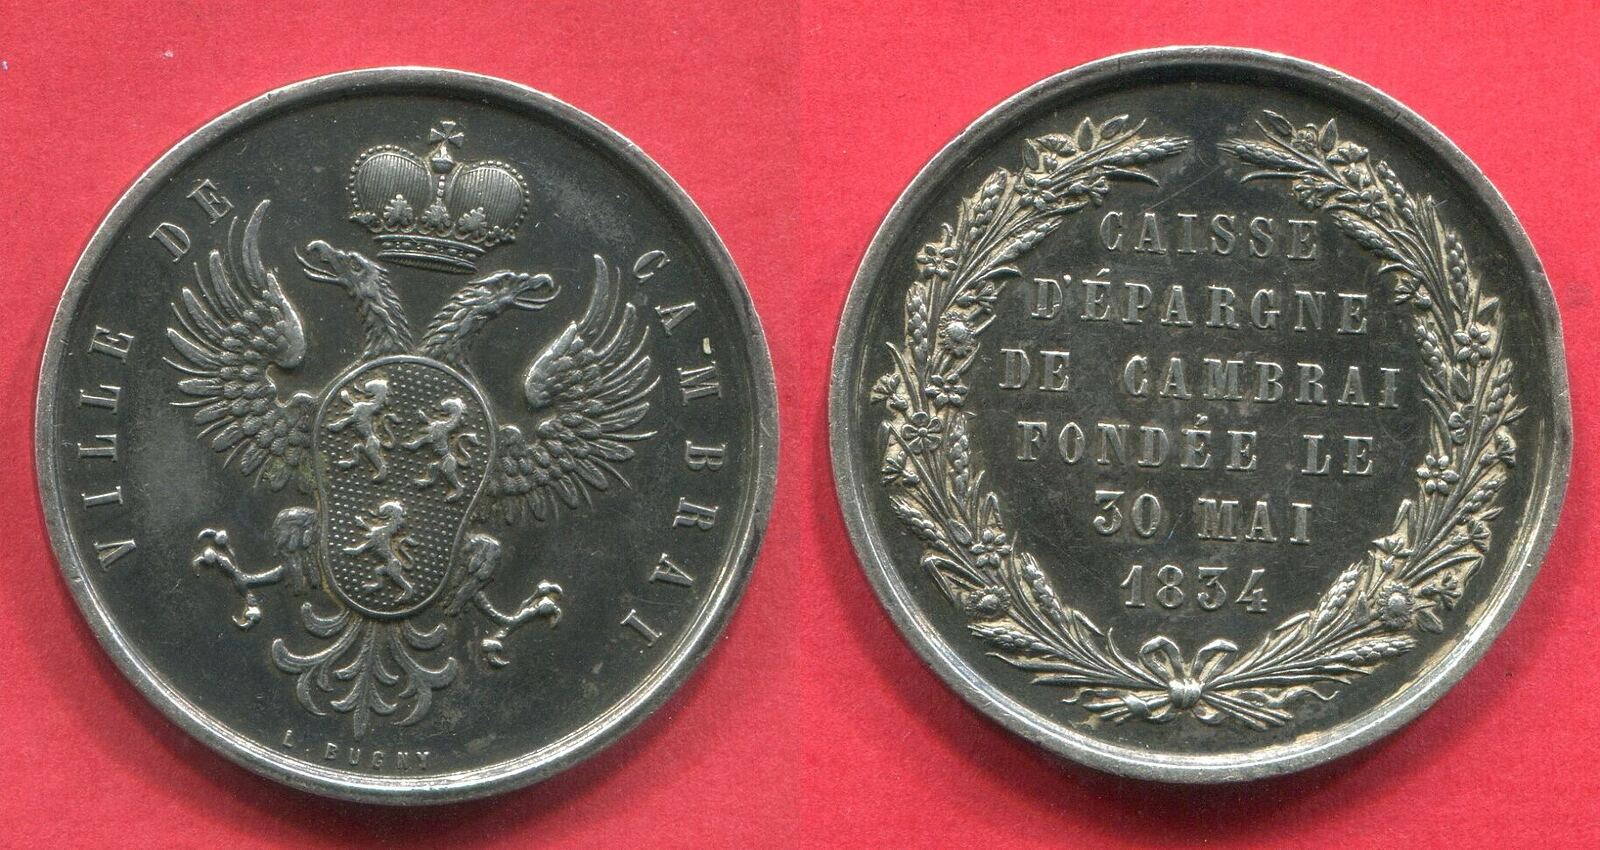 VILLE DE CAMBRAI
L. BUGNY
CAISSE
D'ÉPARGNE
DE CAMBRAI
FONDÉE LE
30 MAI
1834